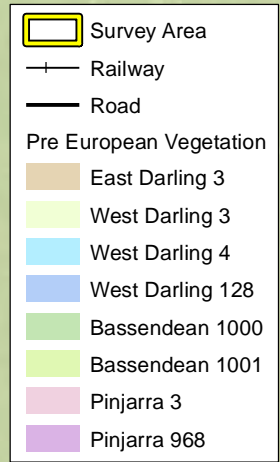 Survey Area
Railway
Road
Pre European Vegetation
East Darling 3
West Darling 3
West Darling 4
West Darling 128
Bassendean 1000
Bassendean 1001
Pinjarra 3
Pinjarra 968